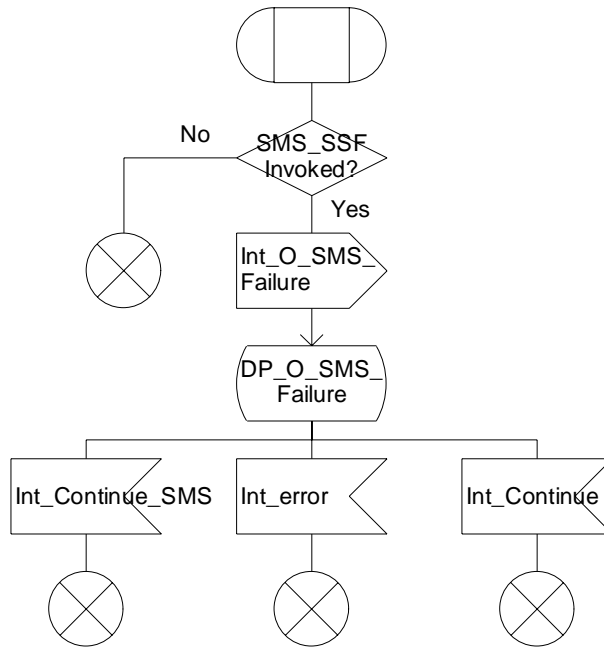 No
SMS_SSF
Invoked?
Yes
Int_O_SMS_
Failure
DP_O_SMS_
Failure
Int_Continue_SMS
Int_error
Int_Continue